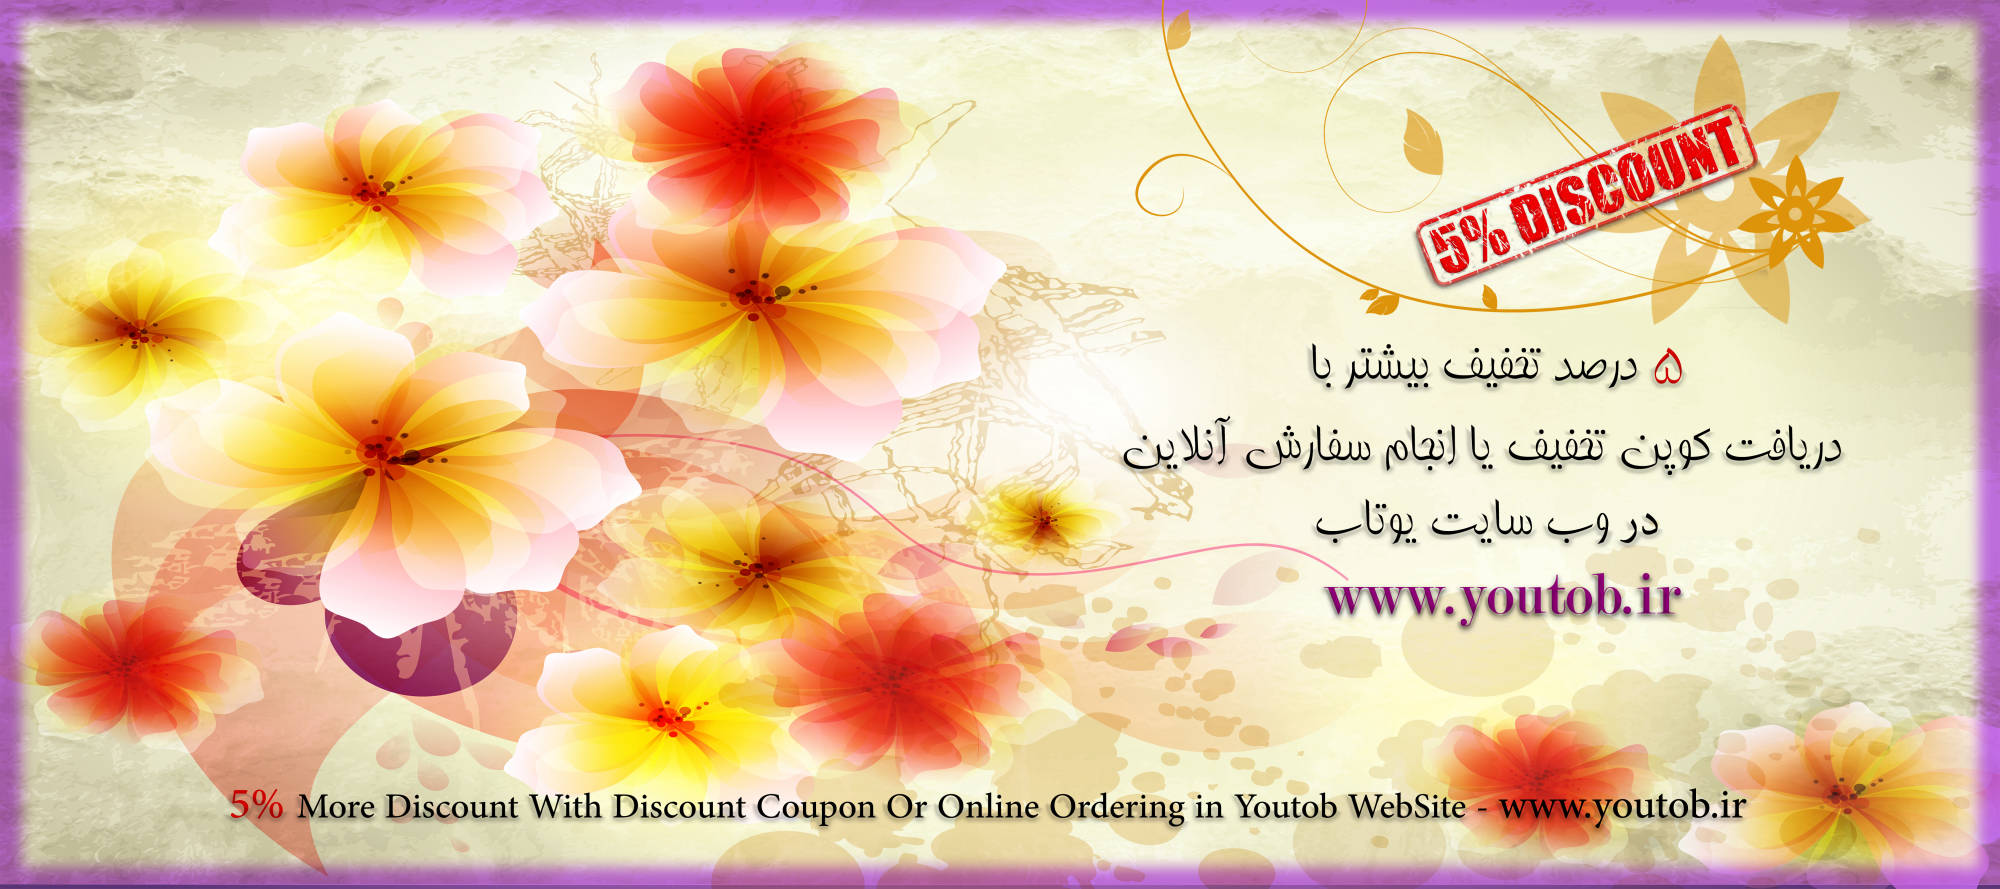 5% DISCOUNT
۵ درصد تخفیف بیشتر با
دریافت کوپن تخفیف یا انجام سفارش آنلاین
در وب سایت یوتاب
www.youtob.ir
5% More Discount With Discount Coupon Or Online Ordering in Youtob WebSite - www.youtob.ir